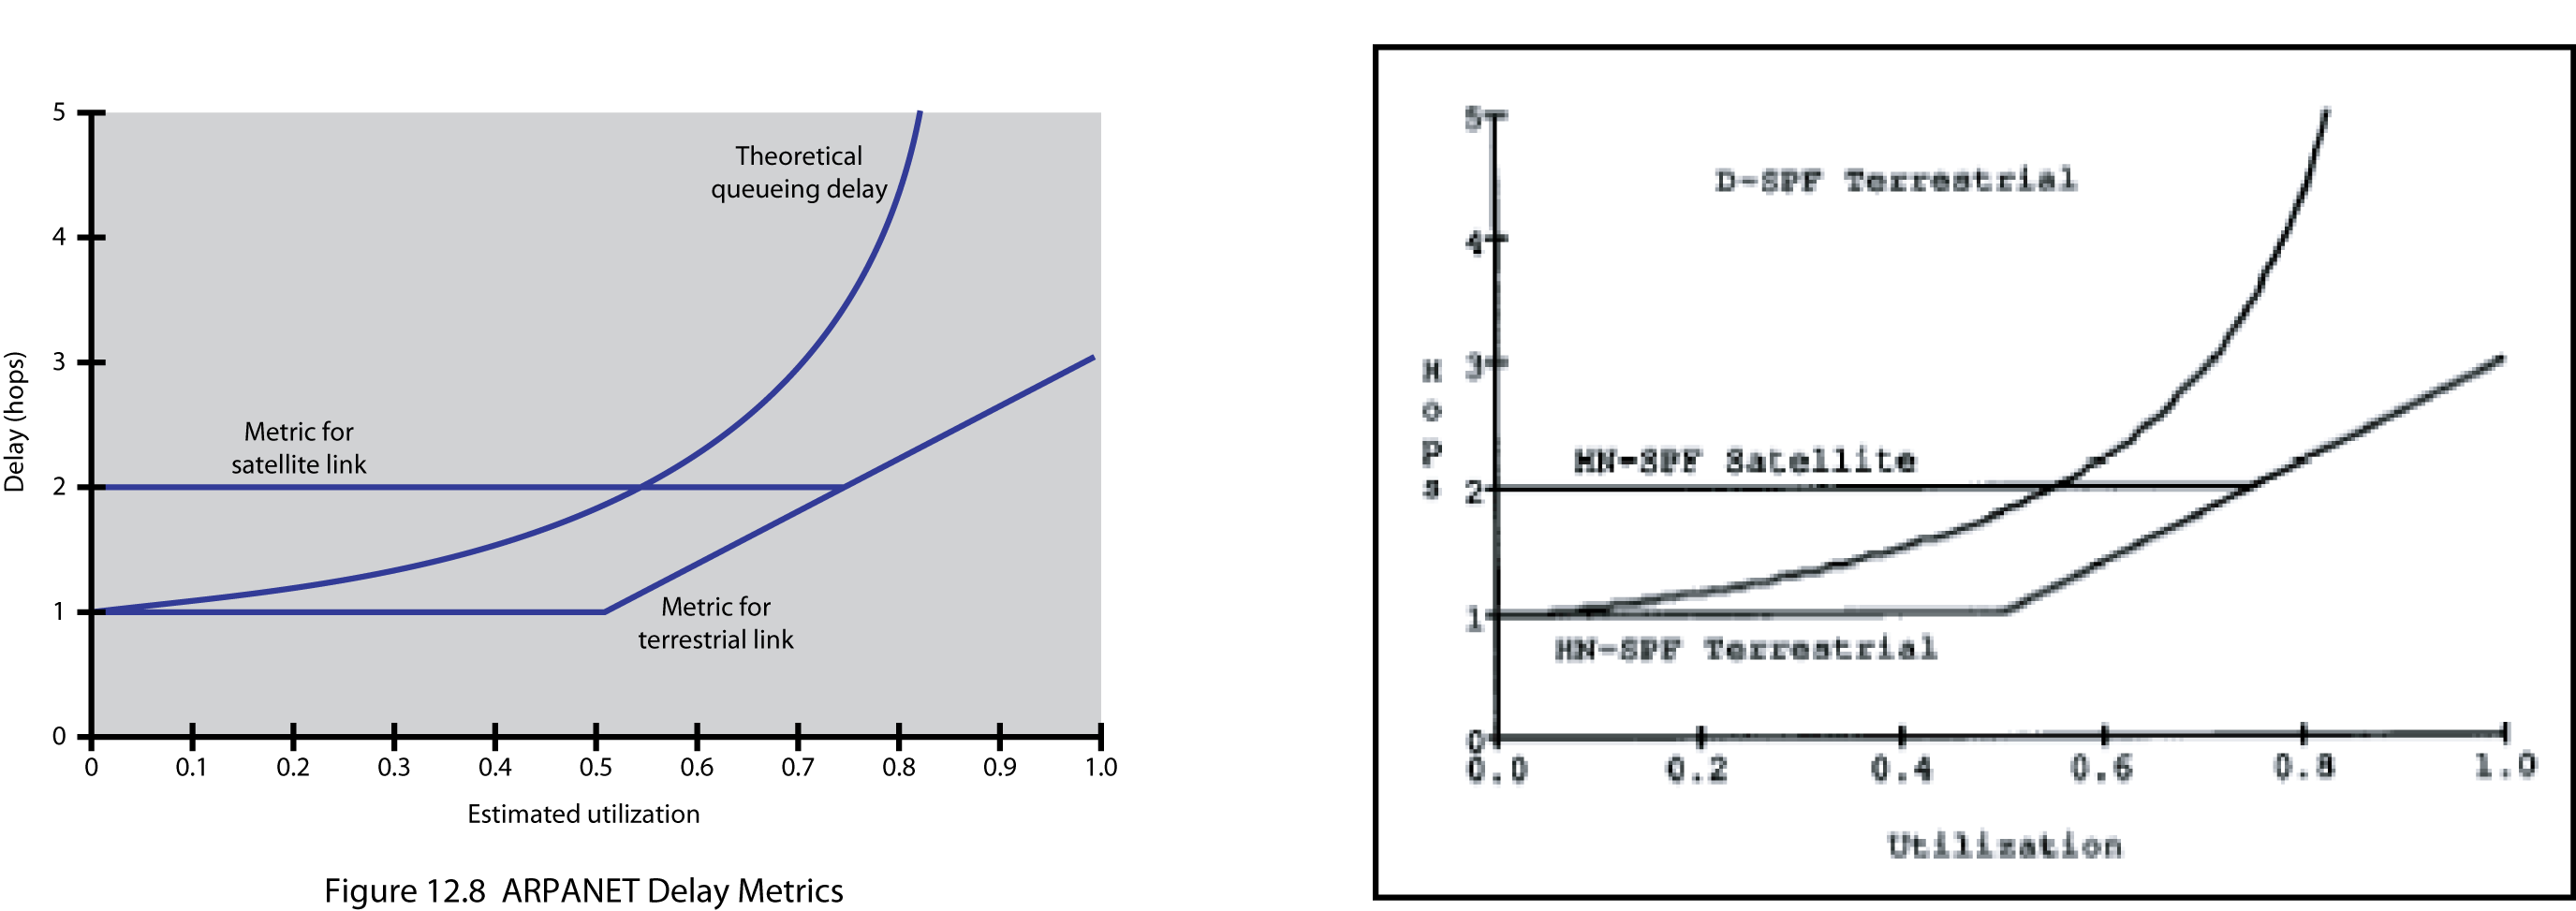 5
Theoretical
queueing delay
4
3
Delay (hops)
Metric for
satellite link
2
1
Metric for
terrestrial link
0
0 0.1 0.2 0.3 0.4 0.5 0.6 0.7 0.8 0.9 1.0
Estimated utilization
Figure 12.8 ARPANET Delay Metrics
5
D-SPF Terrestrial
4
3
Hops
HN-SPF Satellite
2
1
HN-SPF Terrestrial
0
0.0 0.2 0.4 0.6 0.8 1.0
Utilization